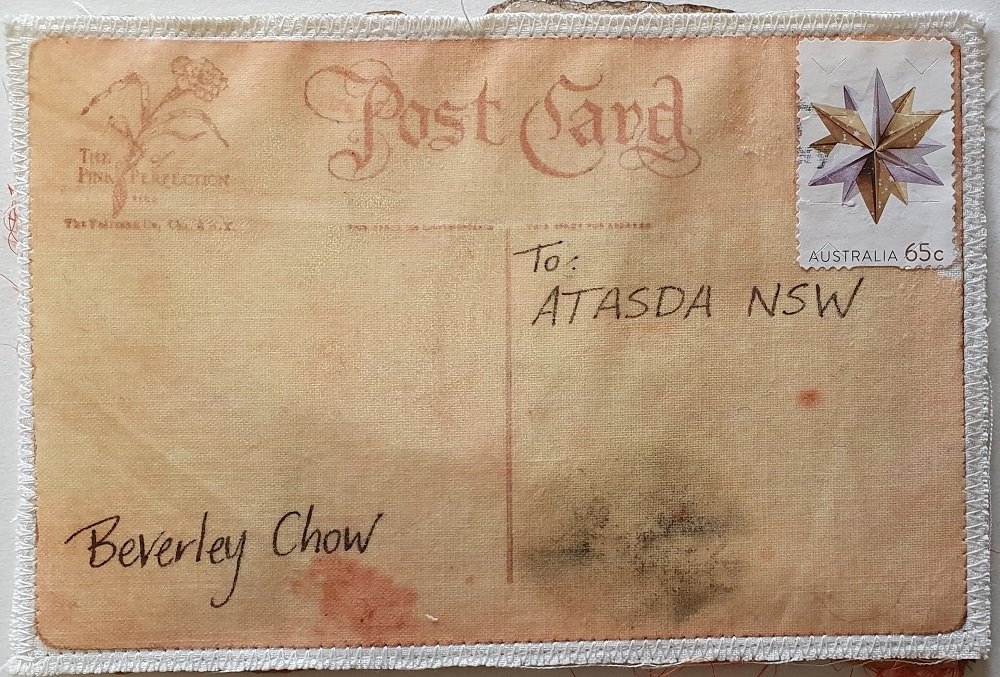 Post Card
THE
PINK PERFECTION
AUSTRALIA 65c
To:
ATASDA NSW
Beverley Chow